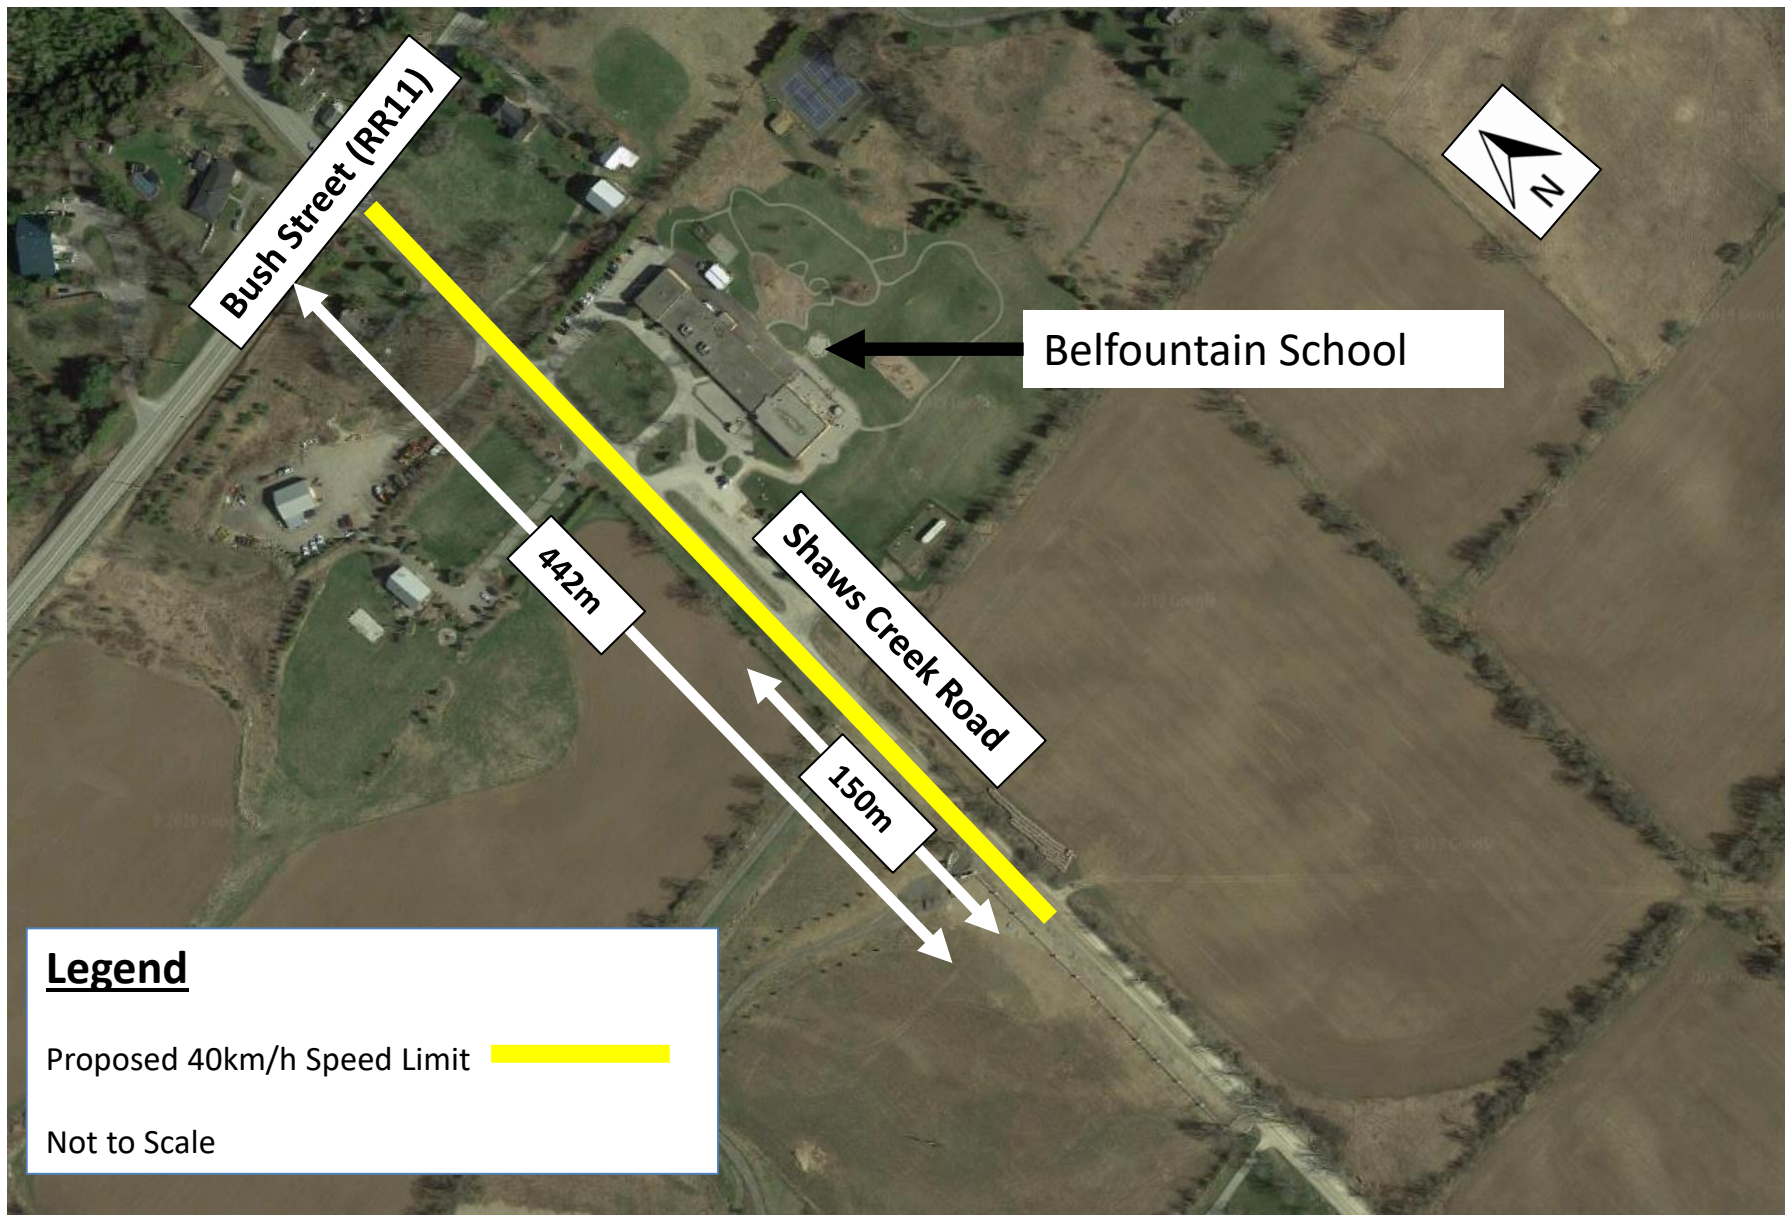 Bush Street (RR11)
N
Belfountain School
442m
Shaws Creek Road
150m
Legend
Proposed 40km/h Speed Limit
Not to Scale